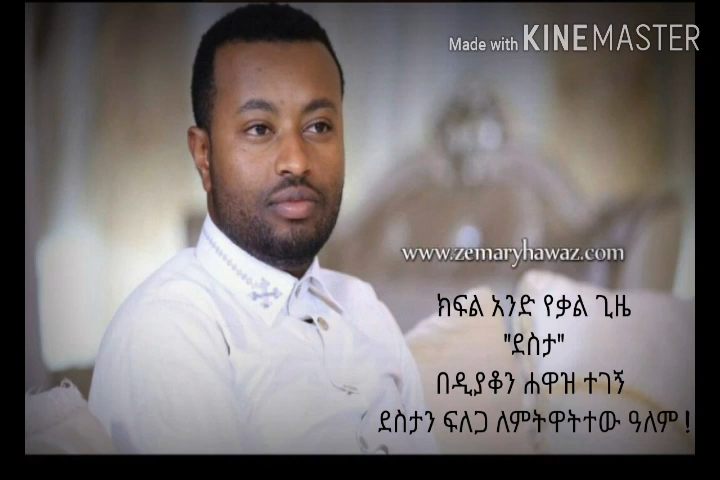 Made with KINEMASTER
www.zemaryhawaz.com
ክፍል አንድ የቃል ጊዜ
"ደስታ"
በዲያቆን ሐዋዝ ተገኝ
ደስታን ፍለጋ ለምትዋትተው ዓለም !